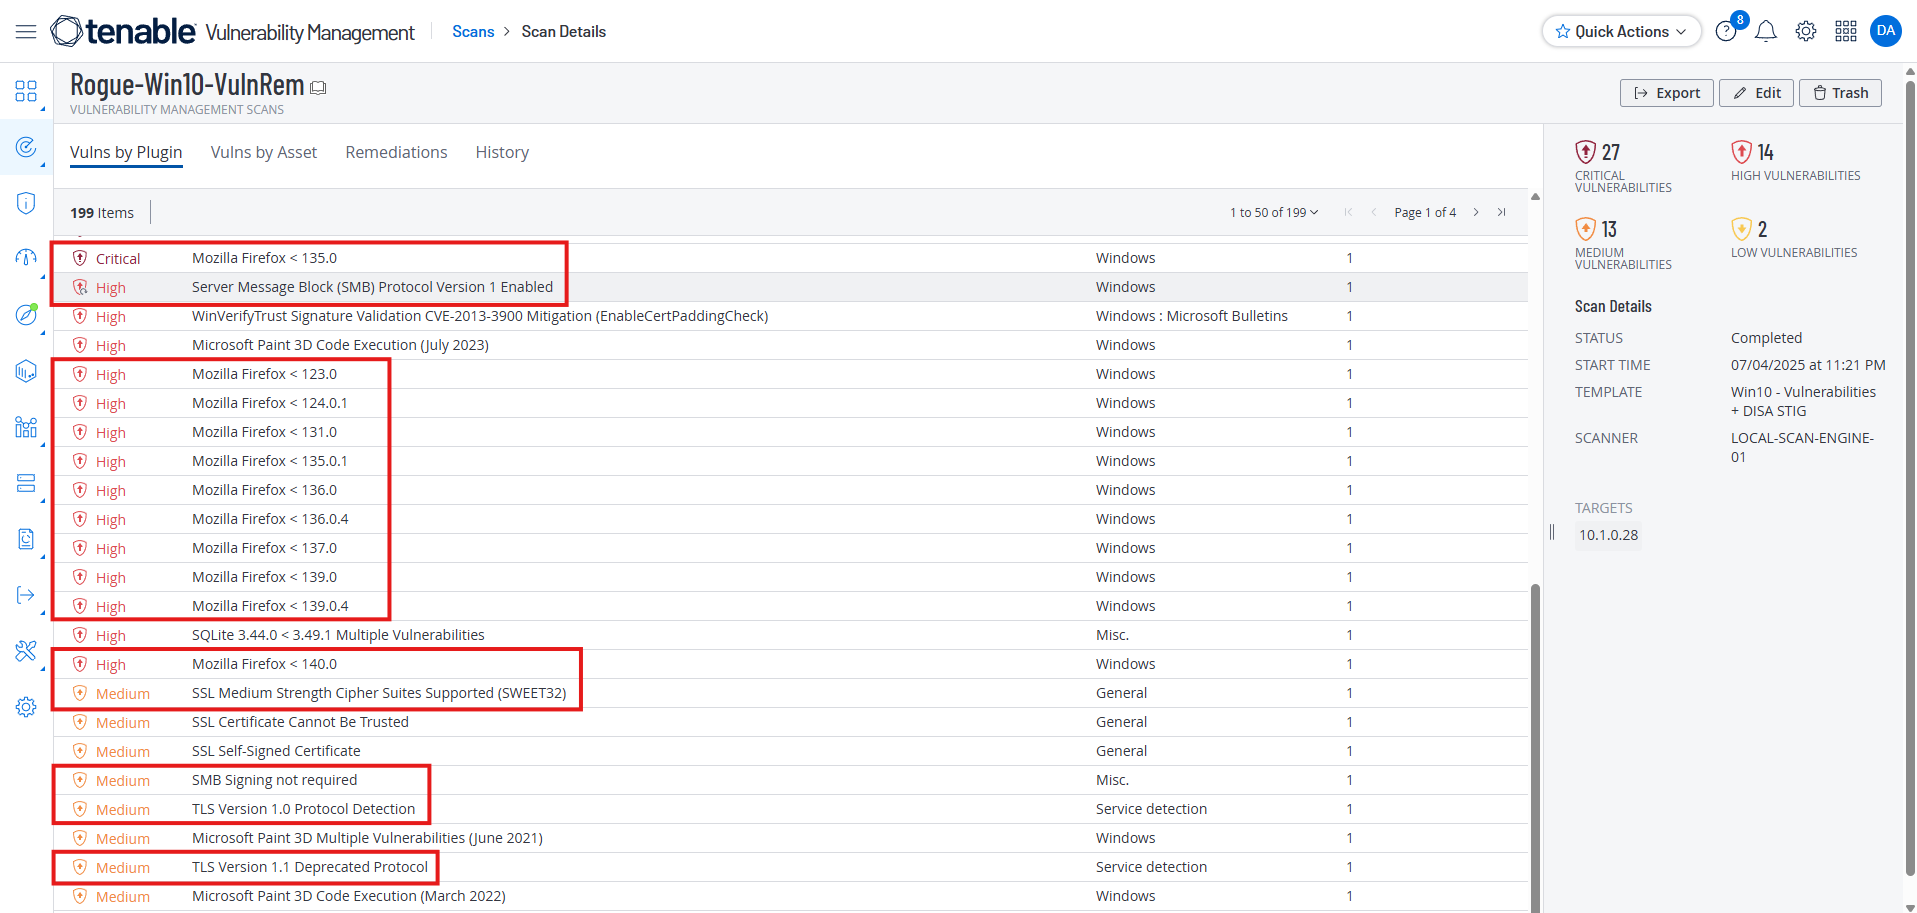 tenable Vulnerability Management Scans > Scan Details Quick Actions 8 DA
Rogue-Win10-VulnRem
VULNERABILITY MANAGEMENT SCANS
Export Edit Trash
Vulns by Plugin Vulns by Asset Remediations History
199 Items 1 to 50 of 199 Page 1 of 4
Critical Mozilla Firefox < 135.0 Windows 1
High Server Message Block (SMB) Protocol Version 1 Enabled Windows 1
High WinVerifyTrust Signature Validation CVE-2013-3900 Mitigation (EnableCertPaddingCheck) Windows : Microsoft Bulletins 1
High Microsoft Paint 3D Code Execution (July 2023) Windows 1
High Mozilla Firefox < 123.0 Windows 1
High Mozilla Firefox < 124.0.1 Windows 1
High Mozilla Firefox < 131.0 Windows 1
High Mozilla Firefox < 135.0.1 Windows 1
High Mozilla Firefox < 136.0 Windows 1
High Mozilla Firefox < 136.0.4 Windows 1
High Mozilla Firefox < 137.0 Windows 1
High Mozilla Firefox < 139.0 Windows 1
High Mozilla Firefox < 139.0.4 Windows 1
High SQLite 3.44.0 < 3.49.1 Multiple Vulnerabilities Misc. 1
High Mozilla Firefox < 140.0 Windows 1
Medium SSL Medium Strength Cipher Suites Supported (SWEET32) General 1
Medium SSL Certificate Cannot Be Trusted General 1
Medium SSL Self-Signed Certificate General 1
Medium SMB Signing not required Misc. 1
Medium TLS Version 1.0 Protocol Detection Service detection 1
Medium Microsoft Paint 3D Multiple Vulnerabilities (June 2021) Windows 1
Medium TLS Version 1.1 Deprecated Protocol Service detection 1
Medium Microsoft Paint 3D Code Execution (March 2022) Windows 1
27
CRITICAL
VULNERABILITIES
14
HIGH VULNERABILITIES
13
MEDIUM
VULNERABILITIES
2
LOW VULNERABILITIES
Scan Details
STATUS Completed
START TIME 07/04/2025 at 11:21 PM
TEMPLATE Win10 - Vulnerabilities
+ DISA STIG
SCANNER LOCAL-SCAN-ENGINE-
01
TARGETS
10.1.0.28